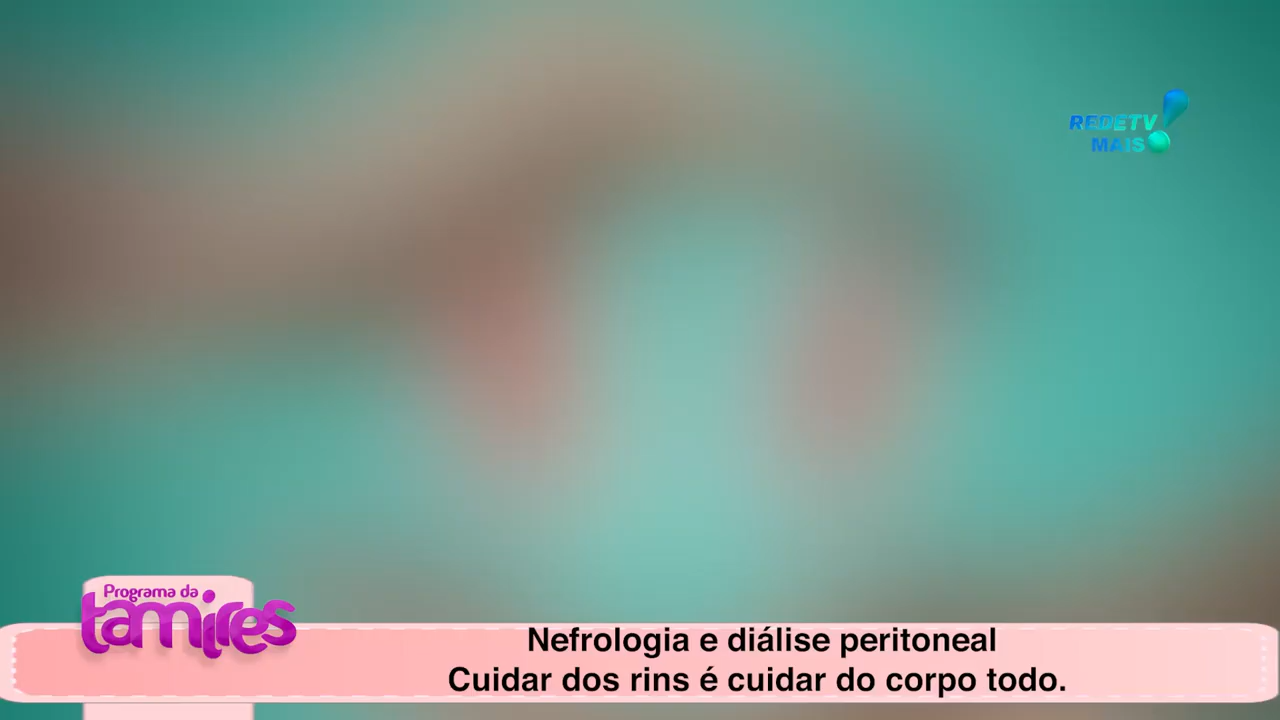 REDETV!
MAIS
Programa da
tamires
Nefrologia e diálise peritoneal
Cuidar dos rins é cuidar do corpo todo.